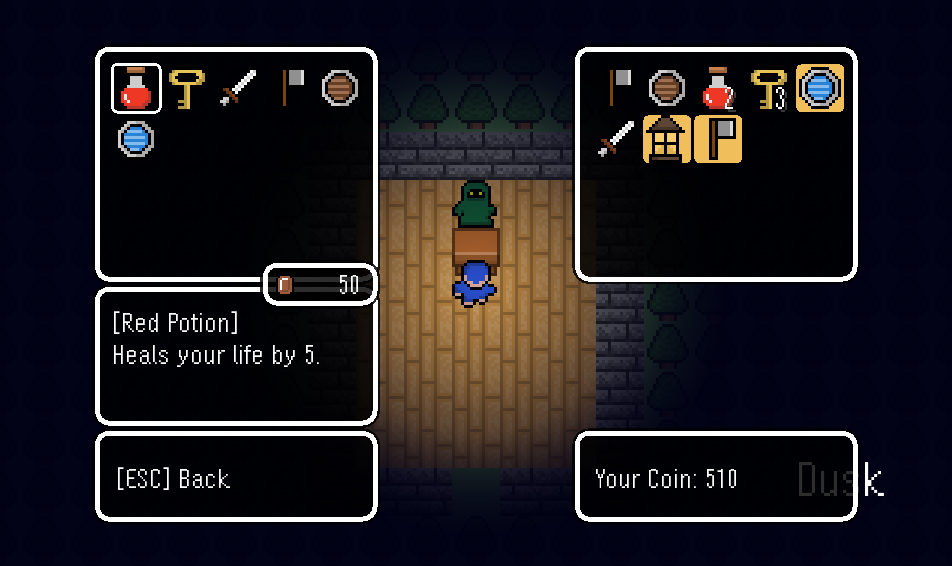 2
3
50
[Red Potion]
Heals your life by 5.
[ESC] Back
Your Coin: 510
Dusk